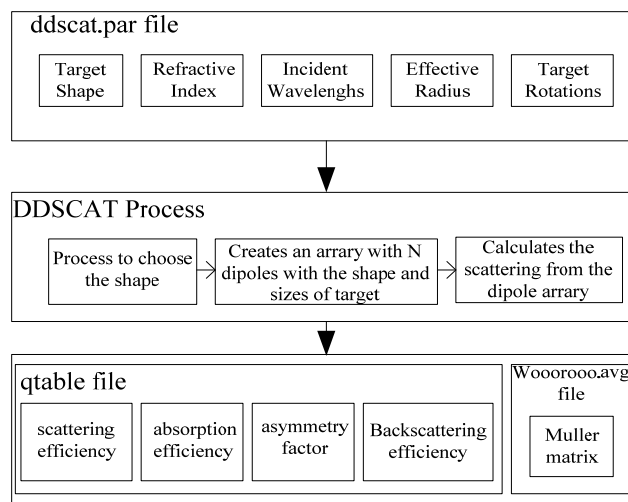 ddscat.par file
Target
Shape
Refractive
Index
Incident
Wavelenghs
Effective
Radius
Target
Rotations
DDSCAT Process
Process to choose
the shape
Creates an arrary with N
dipoles with the shape and
sizes of target
Calculates the
scattering from the
dipole arrary
qtable file
scattering
efficiency
absorption
efficiency
asymmetry
factor
Backscattering
efficiency
Wooorooo.avg
file
Muller
matrix